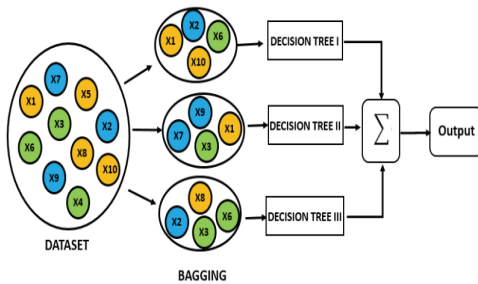 X7
X1
X5
X3
X2
X6
X8
X10
X9
X4
DATASET
X2
X1
X6
X10
X9
X7
X1
X3
X8
X2
X6
X3
BAGGING
DECISION TREE I
DECISION TREE II
DECISION TREE III
∑
Output